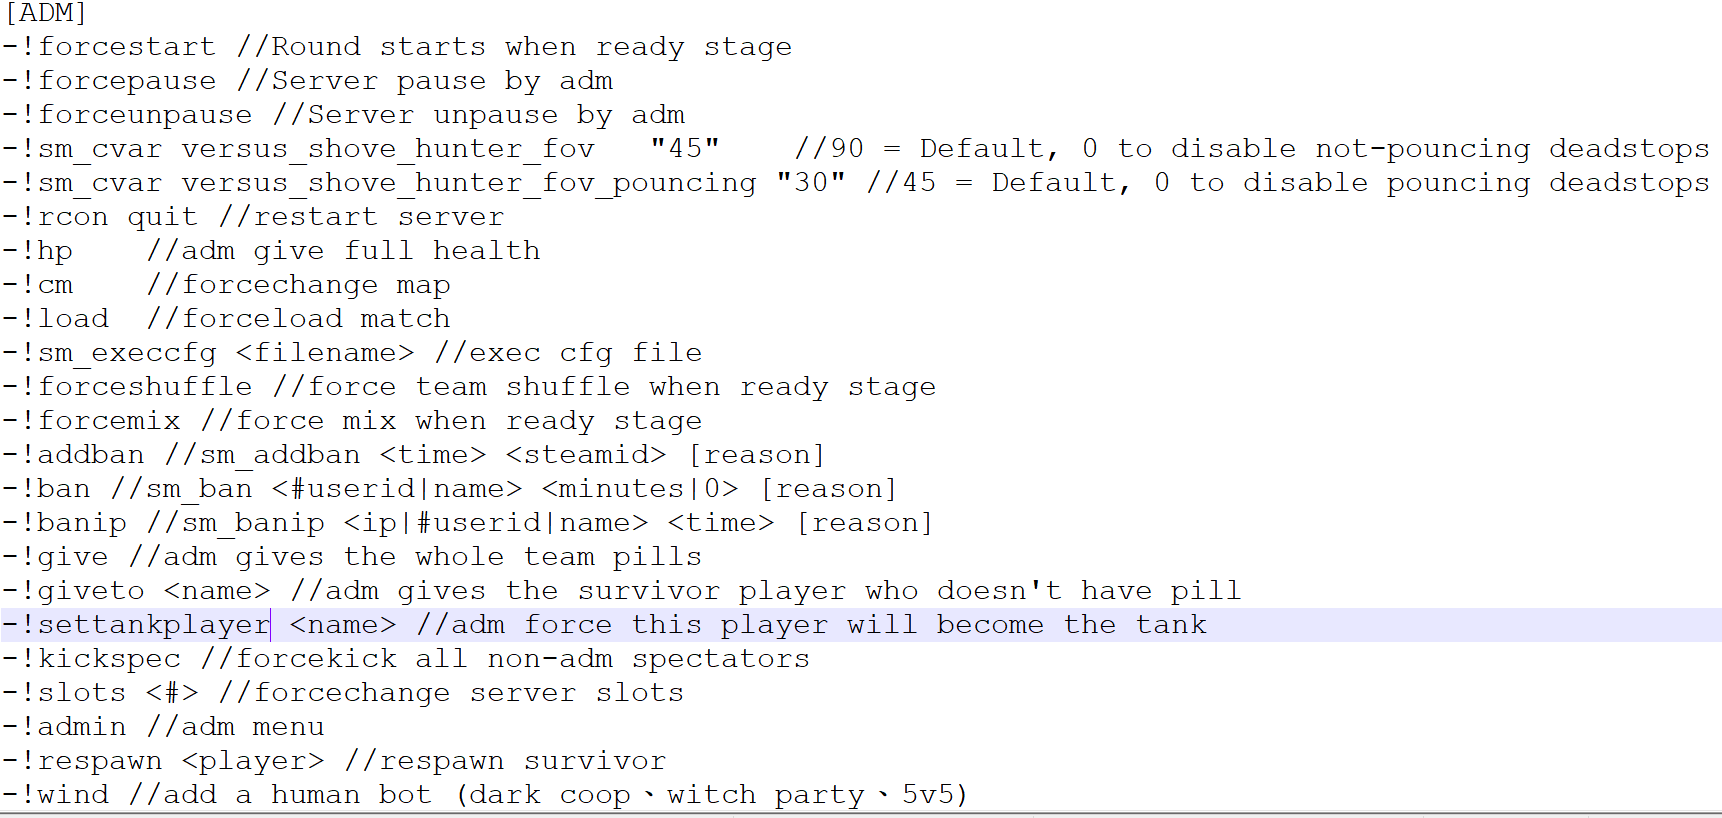 [ADM]
-!forcestart //Round starts when ready stage
-!forcepause //Server pause by adm
-!forceunpause //Server unpause by adm
-!sm_cvar versus_shove_hunter_fov   "45"    //90 = Default, 0 to disable not-pouncing deadstops
-!sm_cvar versus_shove_hunter_fov_pouncing "30" //45 = Default, 0 to disable pouncing deadstops
-!rcon quit //restart server
-!hp    //adm give full health
-!cm    //forcechange map
-!load  //forceload match
-!sm_execcfg <filename> //exec cfg file
-!forceshuffle //force team shuffle when ready stage
-!forcemix //force mix when ready stage
-!addban //sm_addban <time> <steamid> [reason]
-!ban //sm_ban <#userid|name> <minutes|0> [reason]
-!banip //sm_banip <ip|#userid|name> <time> [reason]
-!give //adm gives the whole team pills
-!giveto <name> //adm gives the survivor player who doesn't have pill
-!settankplayer <name> //adm force this player will become the tank
-!kickspec //forcekick all non-adm spectators
-!slots <#> //forcechange server slots
-!admin //adm menu
-!respawn <player> //respawn survivor
-!wind //add a human bot (dark coop、witch party、5v5)